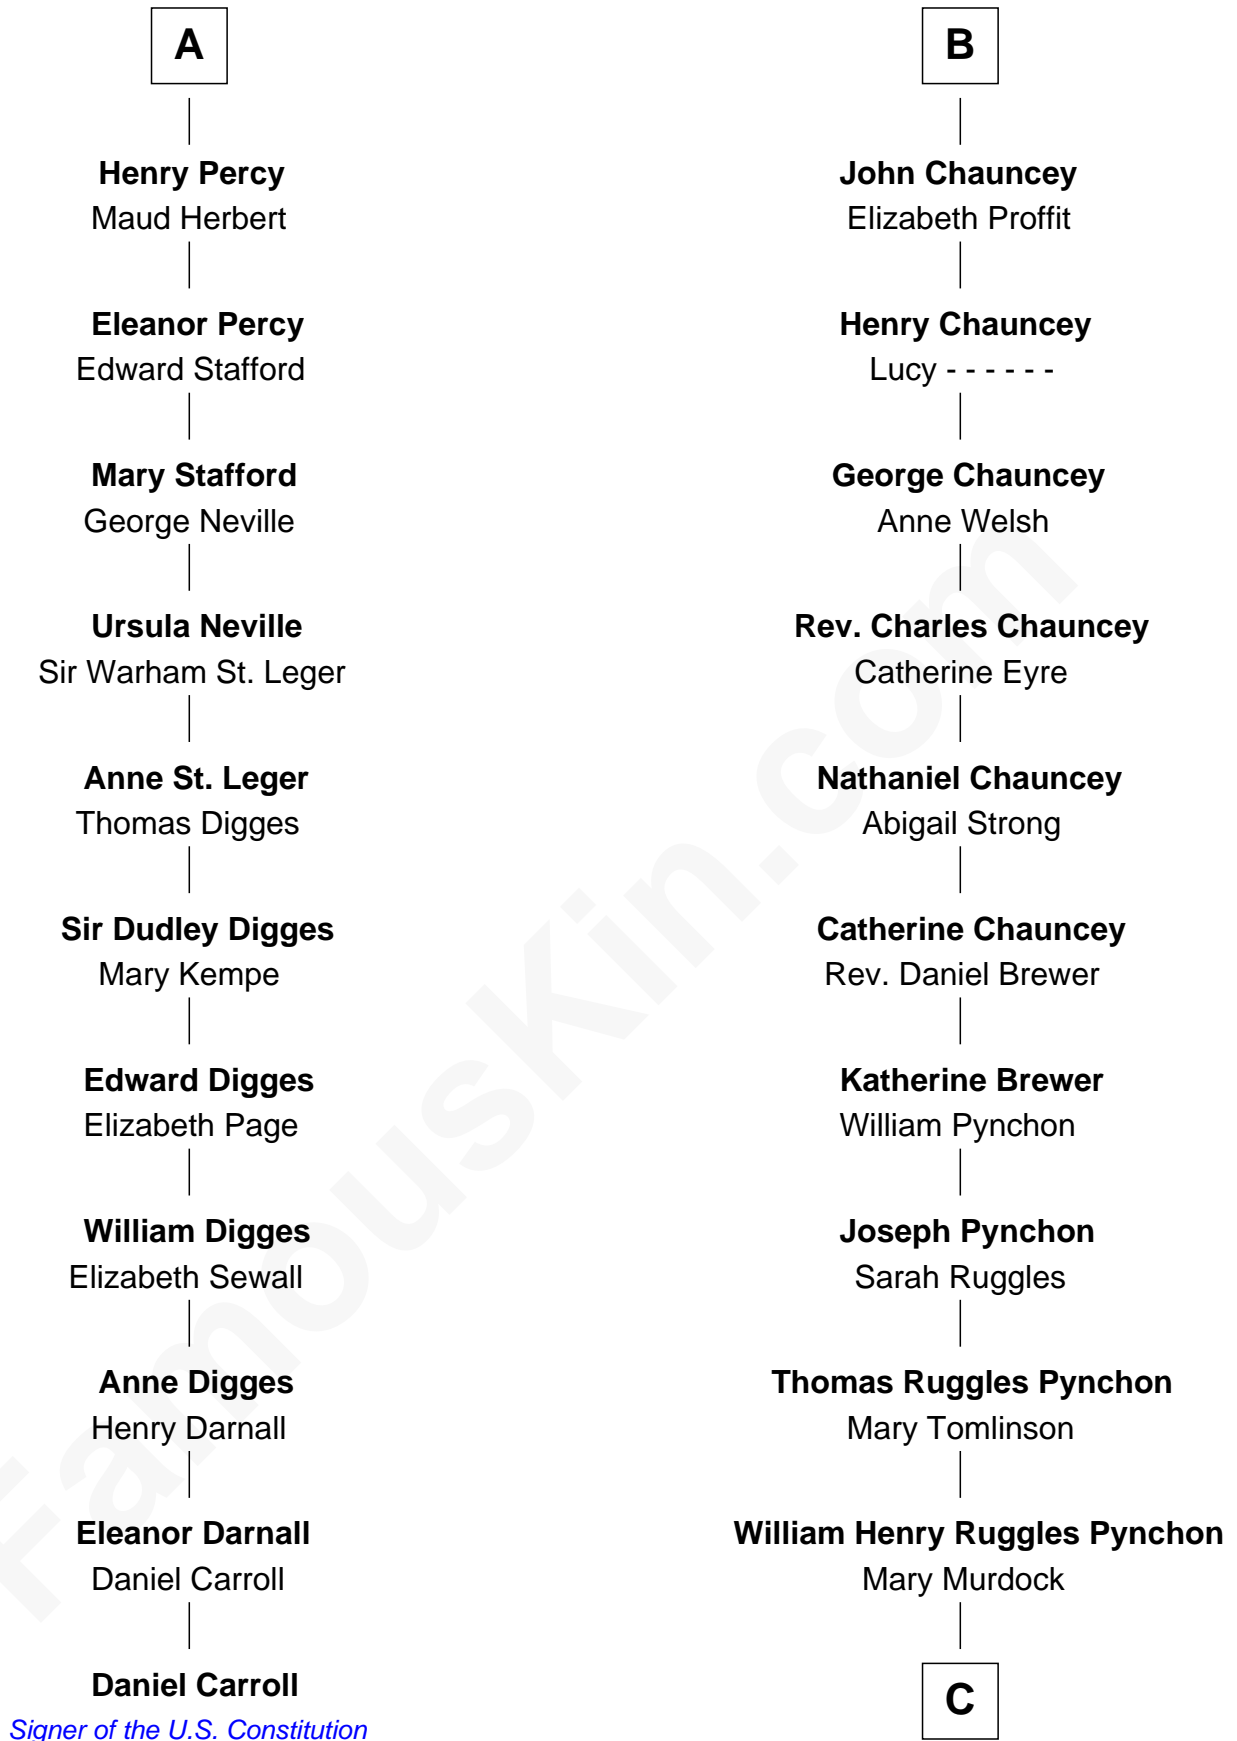 A
Henry Percy
Maud Herbert
Eleanor Percy
Edward Stafford
Mary Stafford
George Neville
Ursula Neville
Sir Warham St. Leger
Anne St. Leger
Thomas Digges
Sir Dudley Digges
Mary Kempe
Edward Digges
Elizabeth Page
William Digges
Elizabeth Sewall
Anne Digges
Henry Darnall
Eleanor Darnall
Daniel Carroll
Daniel Carroll
Signer of the U.S. Constitution
B
John Chauncey
Elizabeth Proffit
Henry Chauncey
Lucy - - - - - -
George Chauncey
Anne Welsh
Rev. Charles Chauncey
Catherine Eyre
Nathaniel Chauncey
Abigail Strong
Catherine Chauncey
Rev. Daniel Brewer
Katherine Brewer
William Pynchon
Joseph Pynchon
Sarah Ruggles
Thomas Ruggles Pynchon
Mary Tomlinson
William Henry Ruggles Pynchon
Mary Murdock
C
FamousKin.com